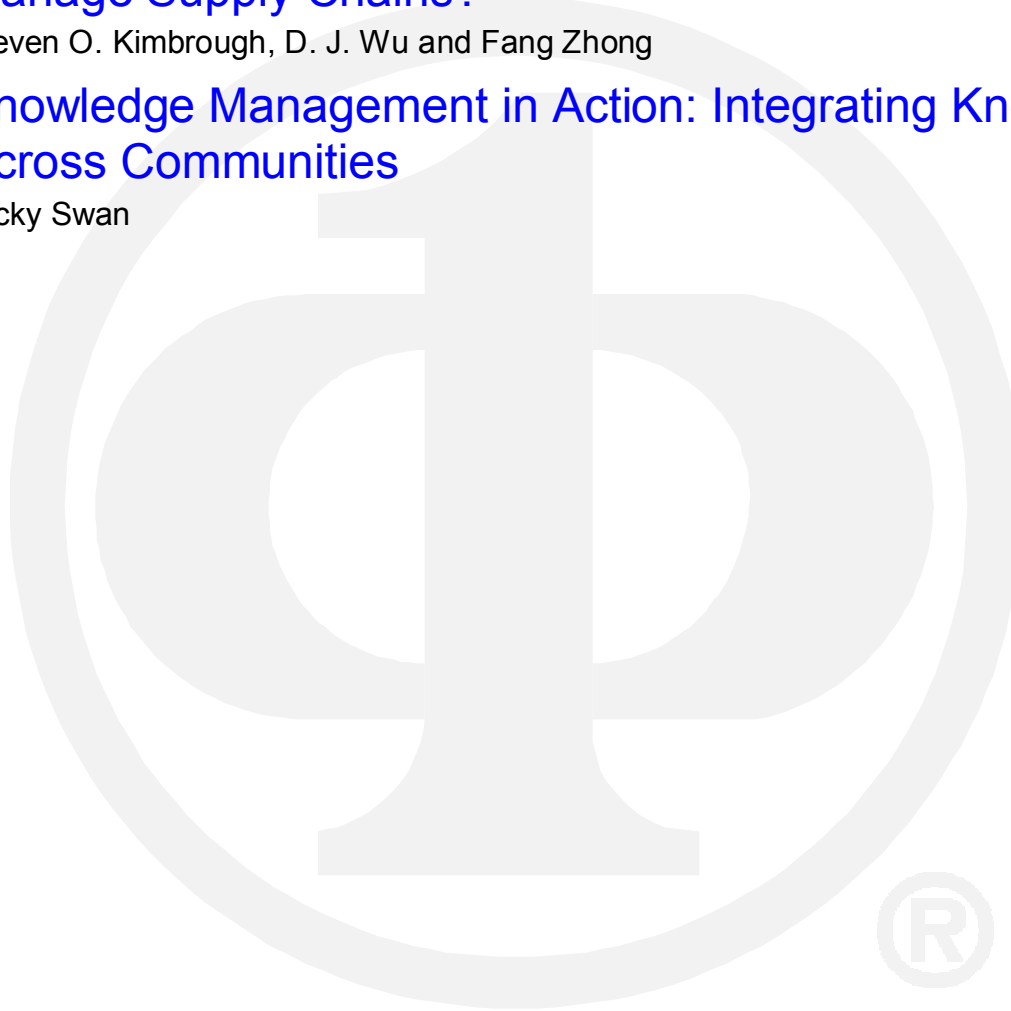 anage Supply Chains?
even O. Kimbrough, D. J. Wu and Fang Zhong
nowledge Management in Action: Integrating Kn
cross Communities
cky Swan
®